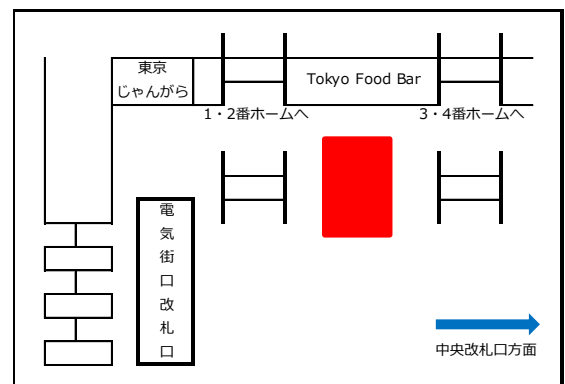 東京
じゃんがら
Tokyo Food Bar
1・2番ホームへ
3・4番ホームへ
電気街口改札口
中央改札口方面